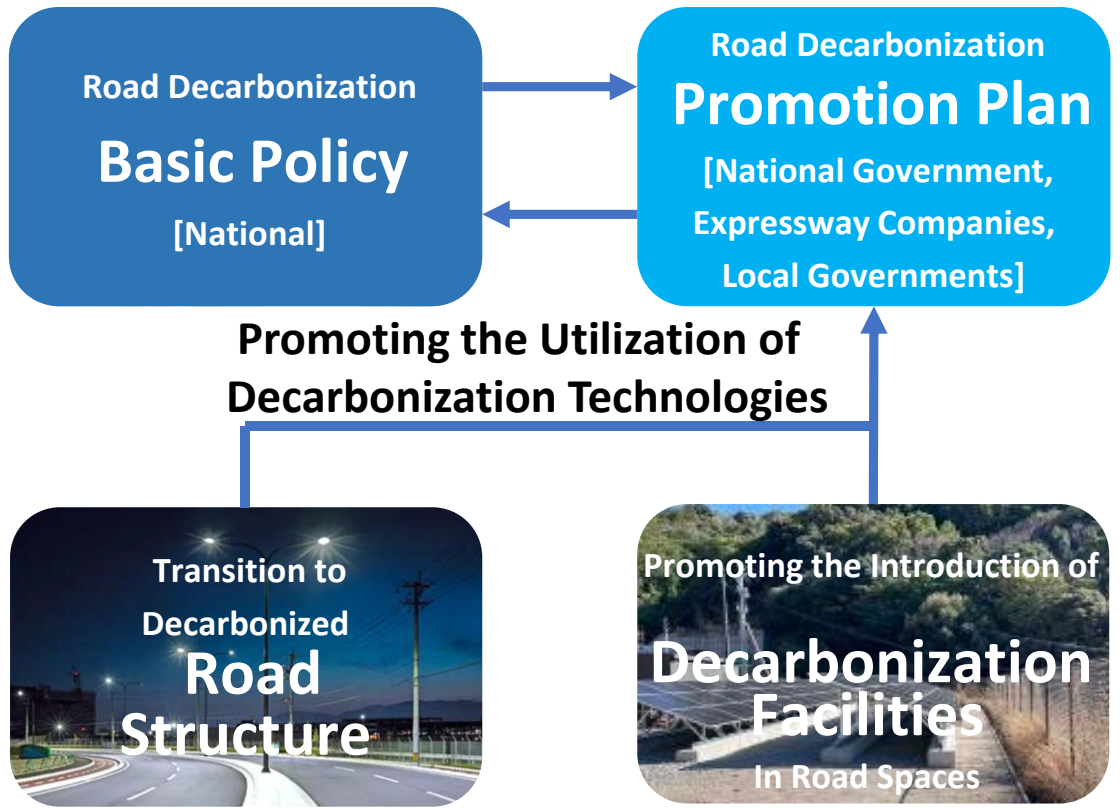 Road Decarbonization
Basic Policy
[National]
Road Decarbonization
Promotion Plan
[National Government,
Expressway Companies,
Local Governments]
Promoting the Utilization of
Decarbonization Technologies
Transition to
Decarbonized
Road
Structure
Promoting the Introduction of
Decarbonization
Facilities
In Road Spaces